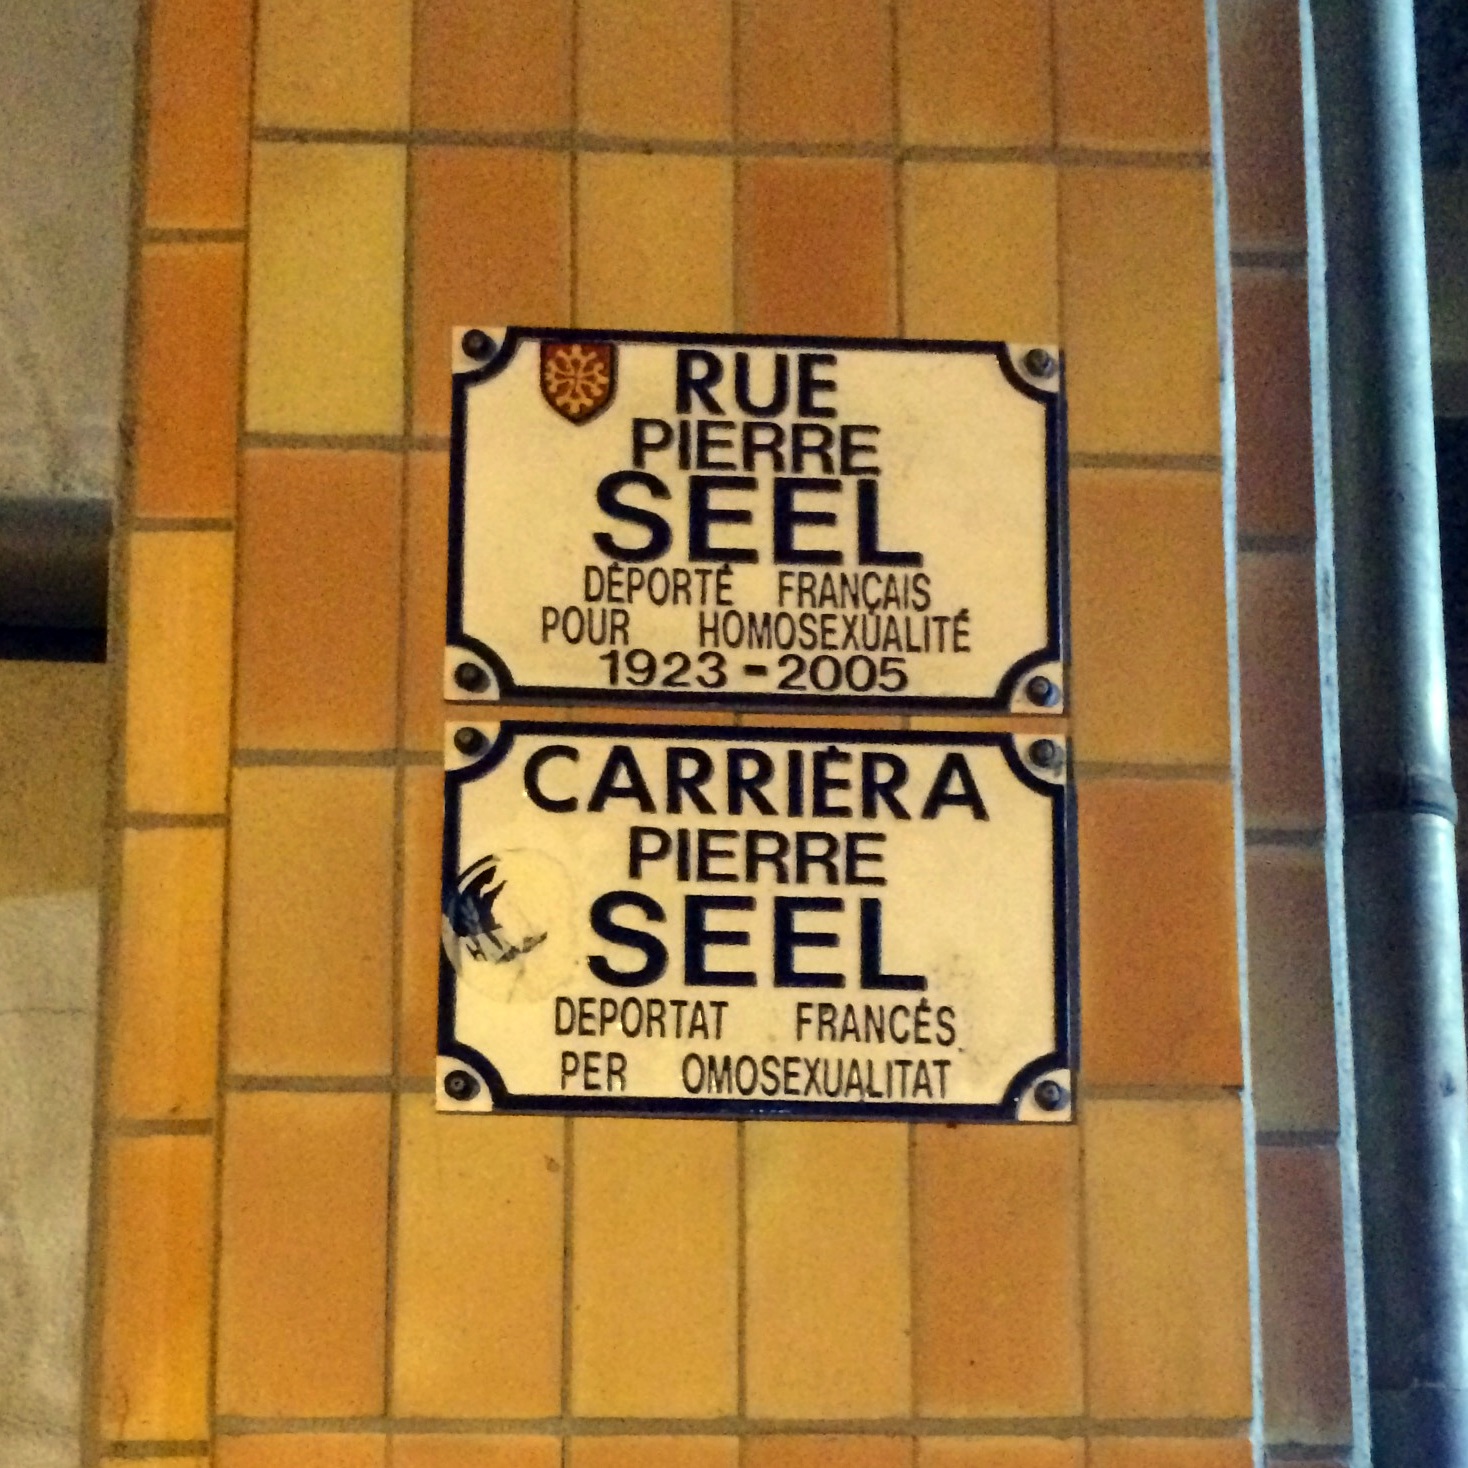 RUE
PIERRE
SEEL
DÉPORTÉ FRANÇAIS
POUR HOMOSEXUALITÉ
1923-2005
CARRIÈRA
PIERRE
SEEL
DEPORTAT FRANCÉS
PER OMOSEXUALITAT